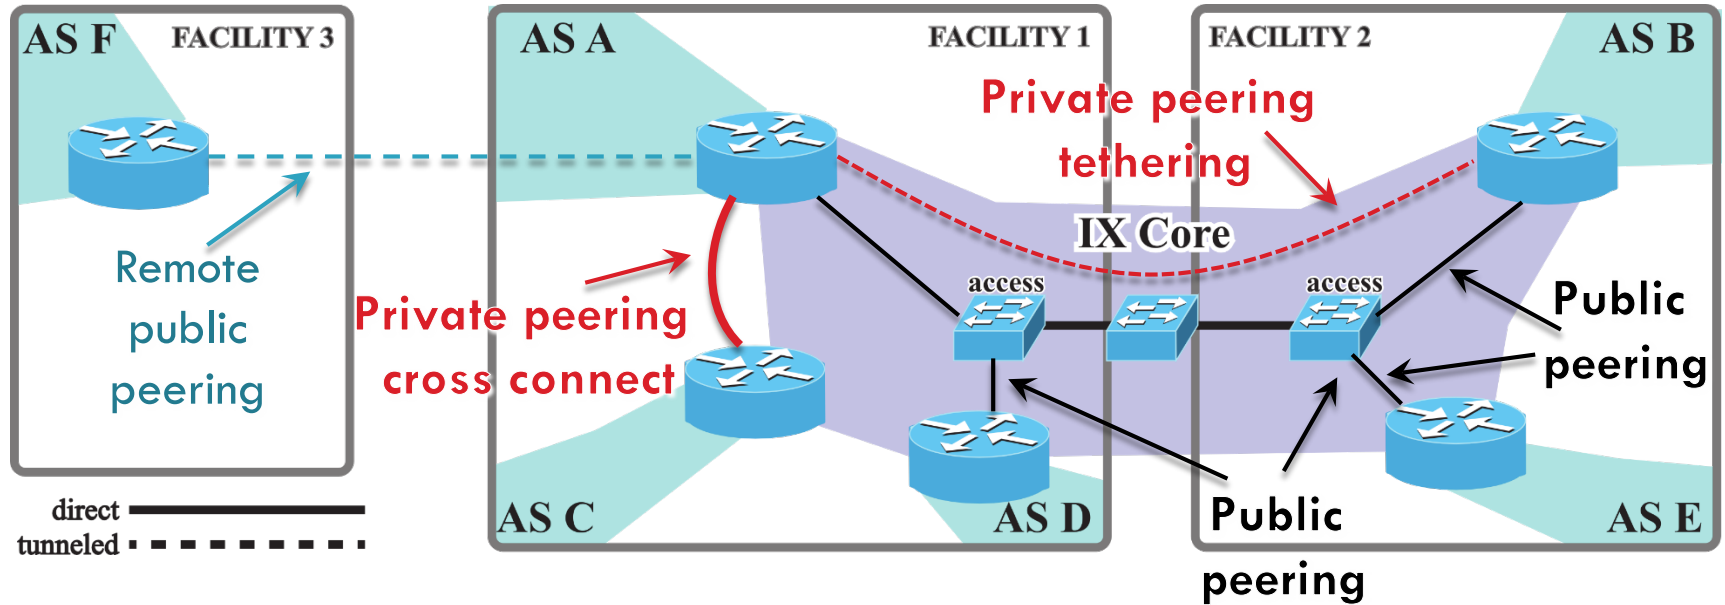 AS F
FACILITY 3
AS A
FACILITY 1
FACILITY 2
AS B
Private peering
tethering
IX Core
access
access
Remote
public
peering
Private peering
cross connect
Public
peering
AS C
AS D
Public
peering
AS E
direct
tunneled